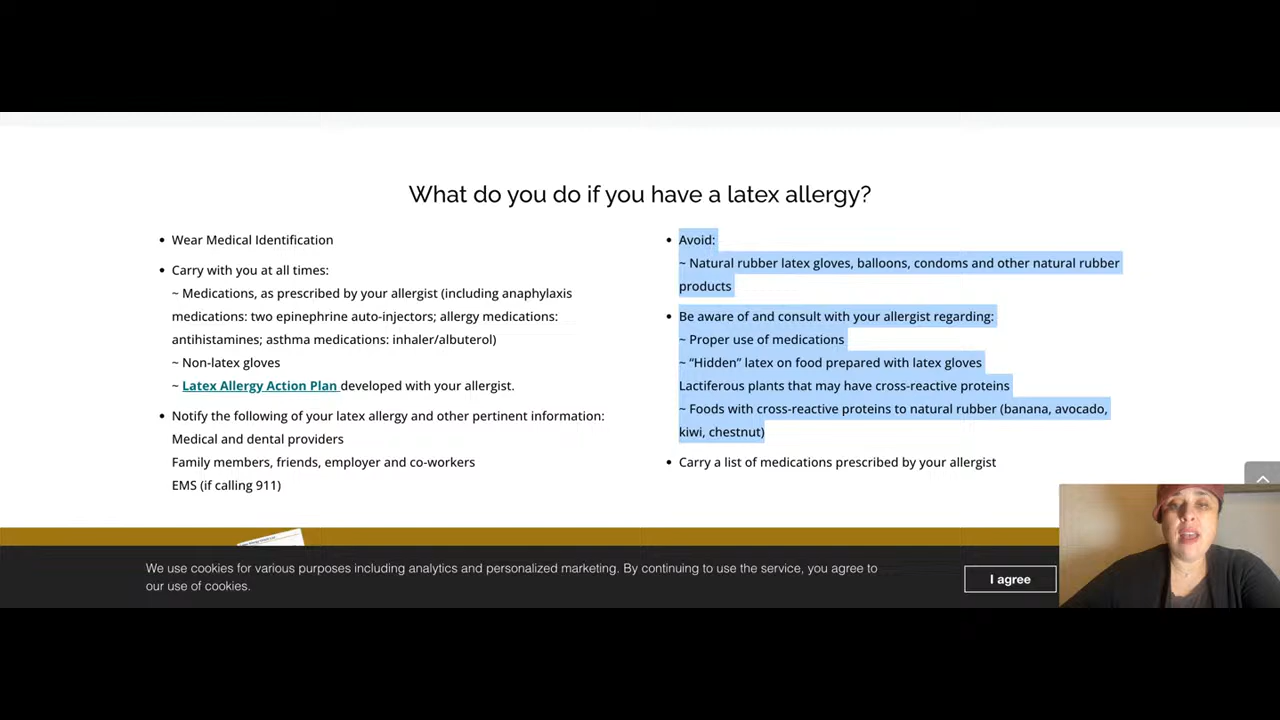 What do you do if you have a latex allergy?
• Wear Medical Identification
• Carry with you at all times:
~ Medications, as prescribed by your allergist (including anaphylaxis
medications: two epinephrine auto-injectors; allergy medications:
antihistamines; asthma medications: inhaler/albuterol)
~ Non-latex gloves
~ Latex Allergy Action Plan developed with your allergist.
• Notify the following of your latex allergy and other pertinent information:
Medical and dental providers
Family members, friends, employer and co-workers
EMS (if calling 911)
• Avoid:
~ Natural rubber latex gloves, balloons, condoms and other natural rubber
products
• Be aware of and consult with your allergist regarding:
~ Proper use of medications
~ “Hidden” latex on food prepared with latex gloves
Lactiferous plants that may have cross-reactive proteins
~ Foods with cross-reactive proteins to natural rubber (banana, avocado,
kiwi, chestnut)
• Carry a list of medications prescribed by your allergist
We use cookies for various purposes including analytics and personalized marketing. By continuing to use the service, you agree to
our use of cookies.
I agree